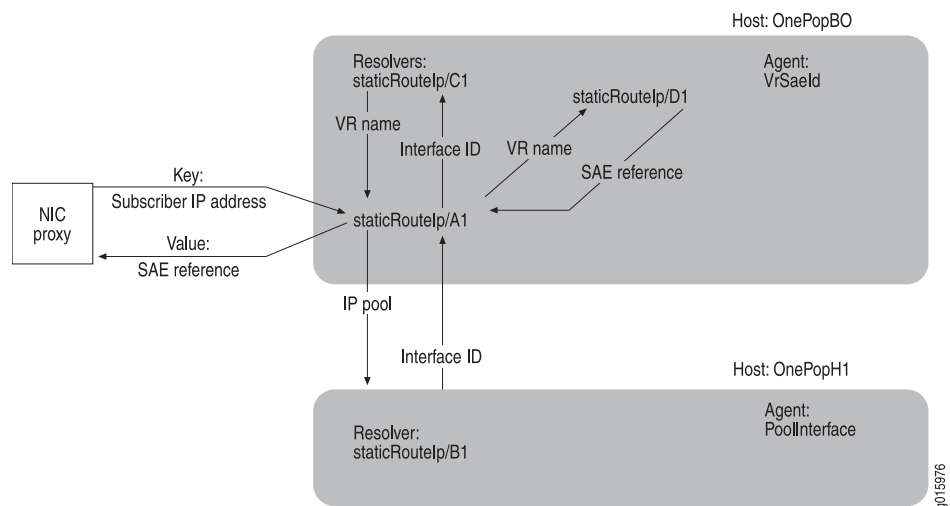 Host: OnePopBO
Resolvers:
staticRouteIp/C1
Agent:
VrSaeId
staticRouteIp/D1
VR name
Interface ID
VR name
SAE reference
Key:
Subscriber IP address
NIC
proxy
staticRouteIp/A1
Value:
SAE reference
IP pool
Interface ID
Host: OnePopH1
Agent:
PoolInterface
Resolver:
staticRouteIp/B1
g015976